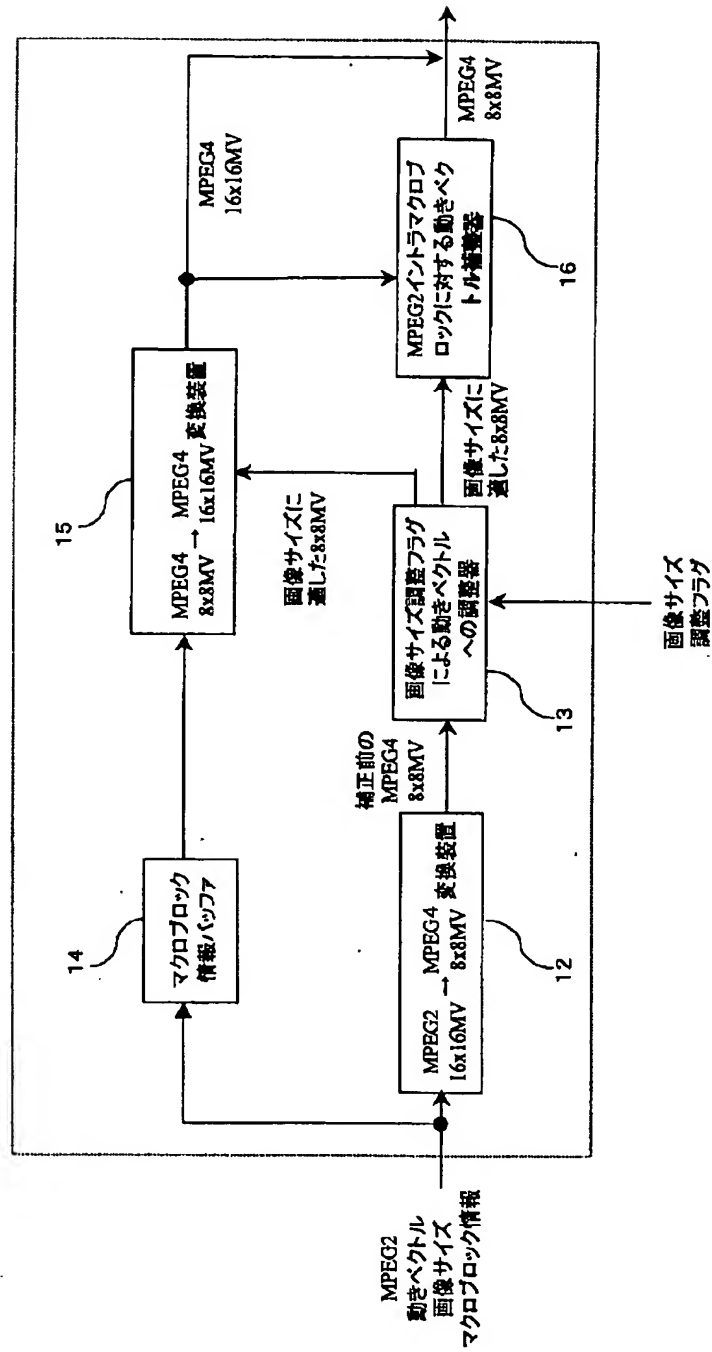 MPEG2
動きベクトル
画像サイズ
マクロブロック情報
14
マクロブロック
情報バッファ
MPEG2
16x16MV
→
MPEG4
8x8MV
変換装置
12
補正前の
MPEG4
8x8MV
画像サイズ調整フラグ
による動きベクトル
への調整器
13
画像サイズ
調整フラグ
画像サイズに
適した8x8MV
15
MPEG4
8x8MV
→
MPEG4
16x16MV
変換装置
画像サイズに
適した8x8MV
MPEG2イントラマクロブ
ロックに対する動きベク
トル補整器
16
MPEG4
16x16MV
MPEG4
8x8MV